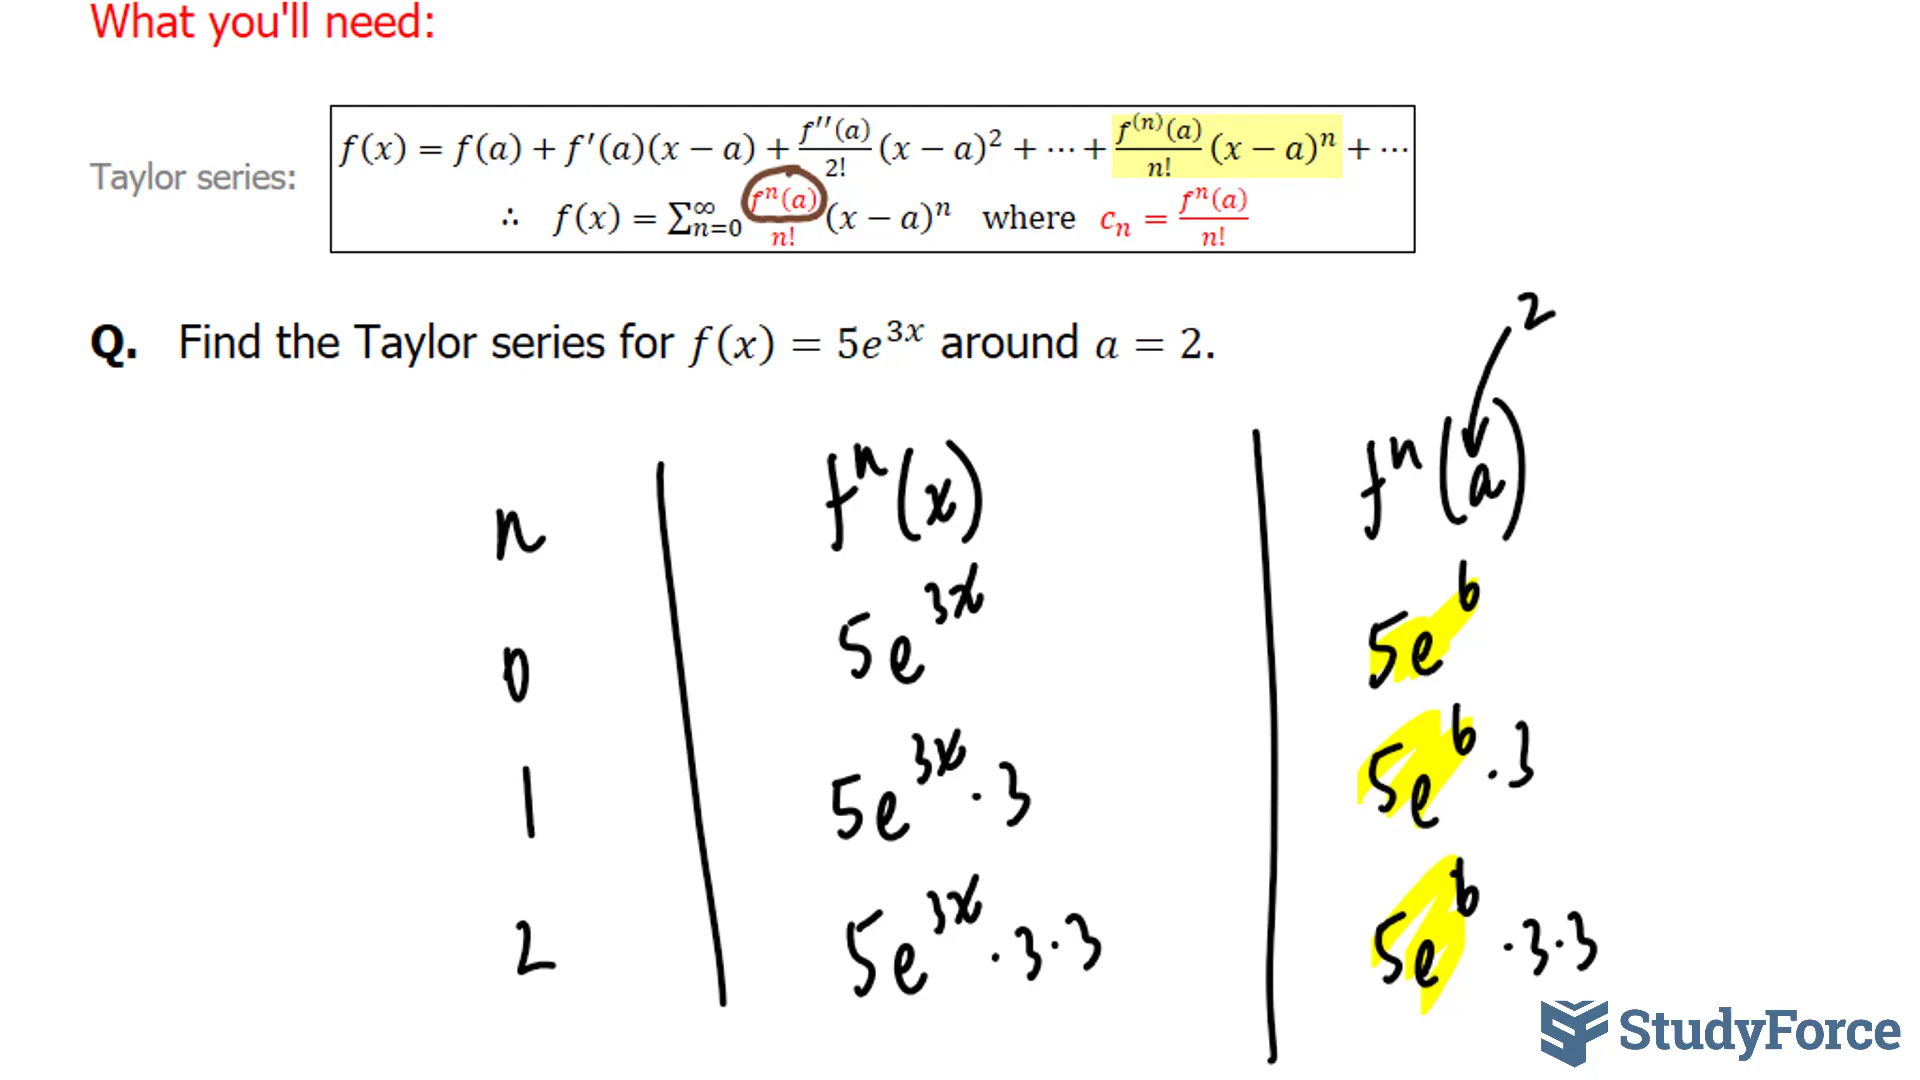 What you'll need:
Taylor series:
f(x) = f(a) + f′(a)(x − a) + f′′(a)/2! (x − a)² + ⋯ + f⁽ⁿ⁾(a)/n! (x − a)ⁿ + ⋯
∴ f(x) = ∑ₙ₌₀^∞ fⁿ(a)/n! (x − a)ⁿ where cₙ = fⁿ(a)/n!
Q. Find the Taylor series for f(x) = 5e³ˣ around a = 2.
2
n fⁿ(x) fⁿ(a)
0 5e³ˣ 5e⁶
1 5e³ˣ · 3 5e⁶ · 3
2 5e³ˣ · 3 · 3 5e⁶ · 3 · 3
StudyForce